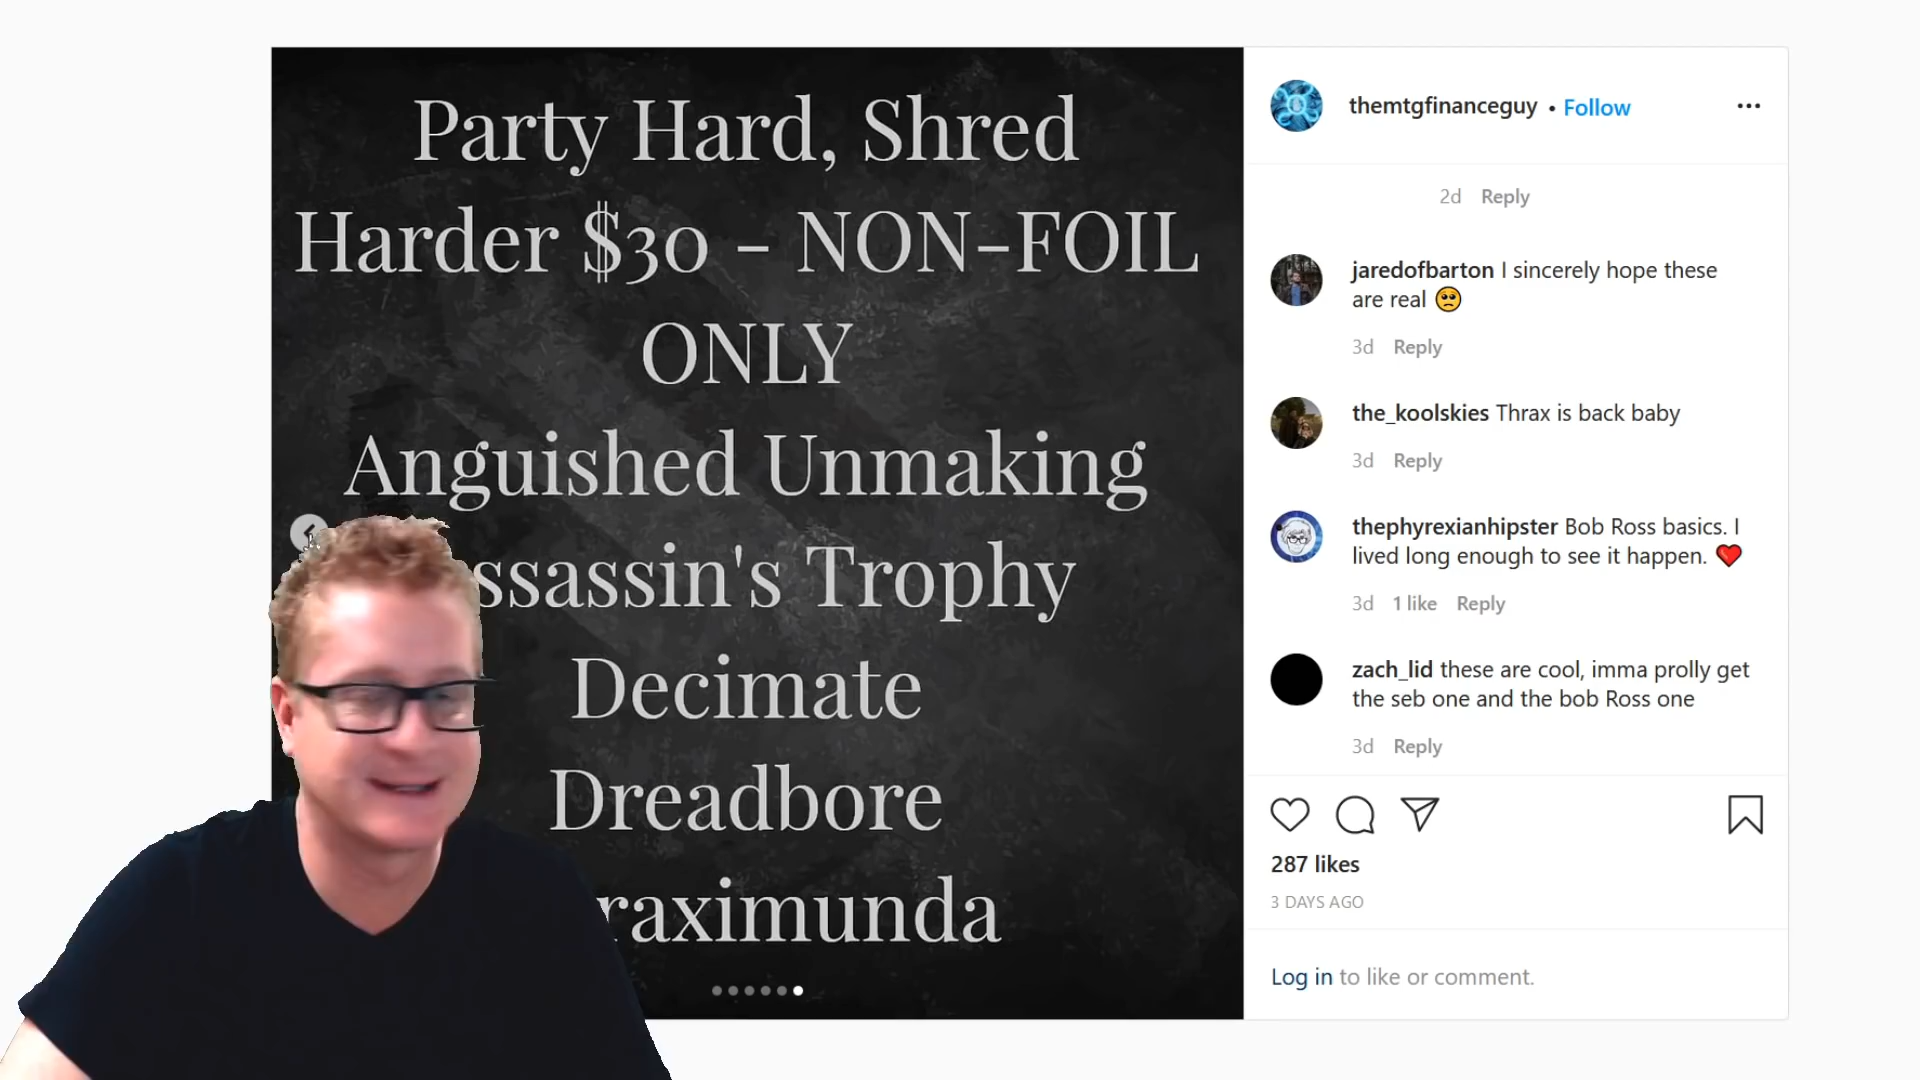 Party Hard, Shred
Harder $30 - NON-FOIL
ONLY
Anguished Unmaking
Trophy
Decimate
Dreadbore
themtgfinanceguy • Follow
2d Reply
jaredofbarton I sincerely hope these
are real 🥺
3d Reply
the_koolskies Thrax is back baby
3d Reply
thephyrexianhipster Bob Ross basics. I
lived long enough to see it happen. ❤️
3d 1 like Reply
zach_lid these are cool, imma prolly get
the seb one and the bob Ross one
3d Reply
287 likes
3 DAYS AGO
Log in to like or comment.